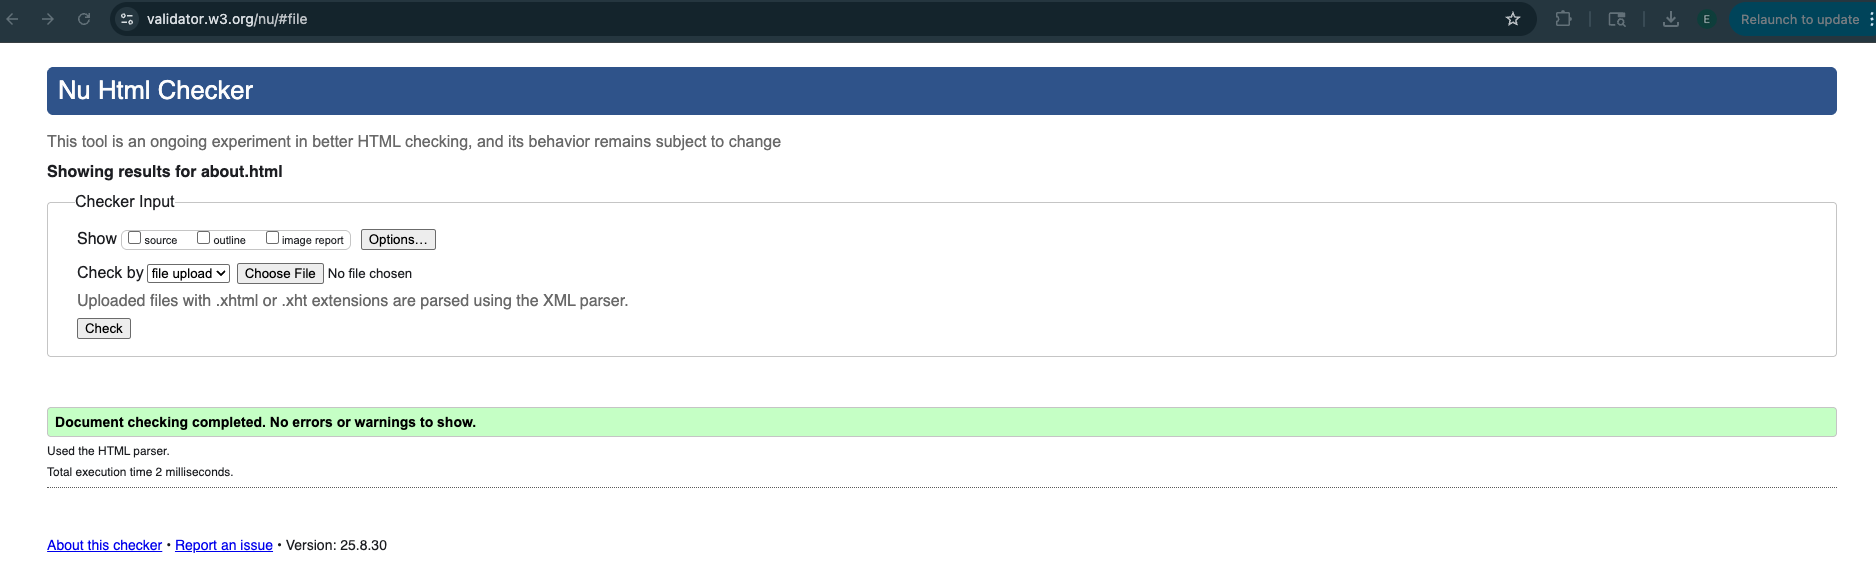 validator.w3.org/nu/#file
E
Relaunch to update
Nu Html Checker
This tool is an ongoing experiment in better HTML checking, and its behavior remains subject to change
Showing results for about.html
Checker Input
Show source outline image report Options...
Check by file upload Choose File No file chosen
Uploaded files with .xhtml or .xht extensions are parsed using the XML parser.
Check
Document checking completed. No errors or warnings to show.
Used the HTML parser.
Total execution time 2 milliseconds.
About this checker • Report an issue • Version: 25.8.30